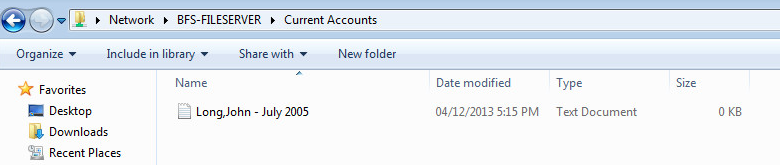 Network BFS-FILESERVER Current Accounts
Organize Include in library Share with New folder
Favorites
Desktop
Downloads
Recent Places
Name Date modified Type Size
Long,John - July 2005 04/12/2013 5:15 PM Text Document 0 KB